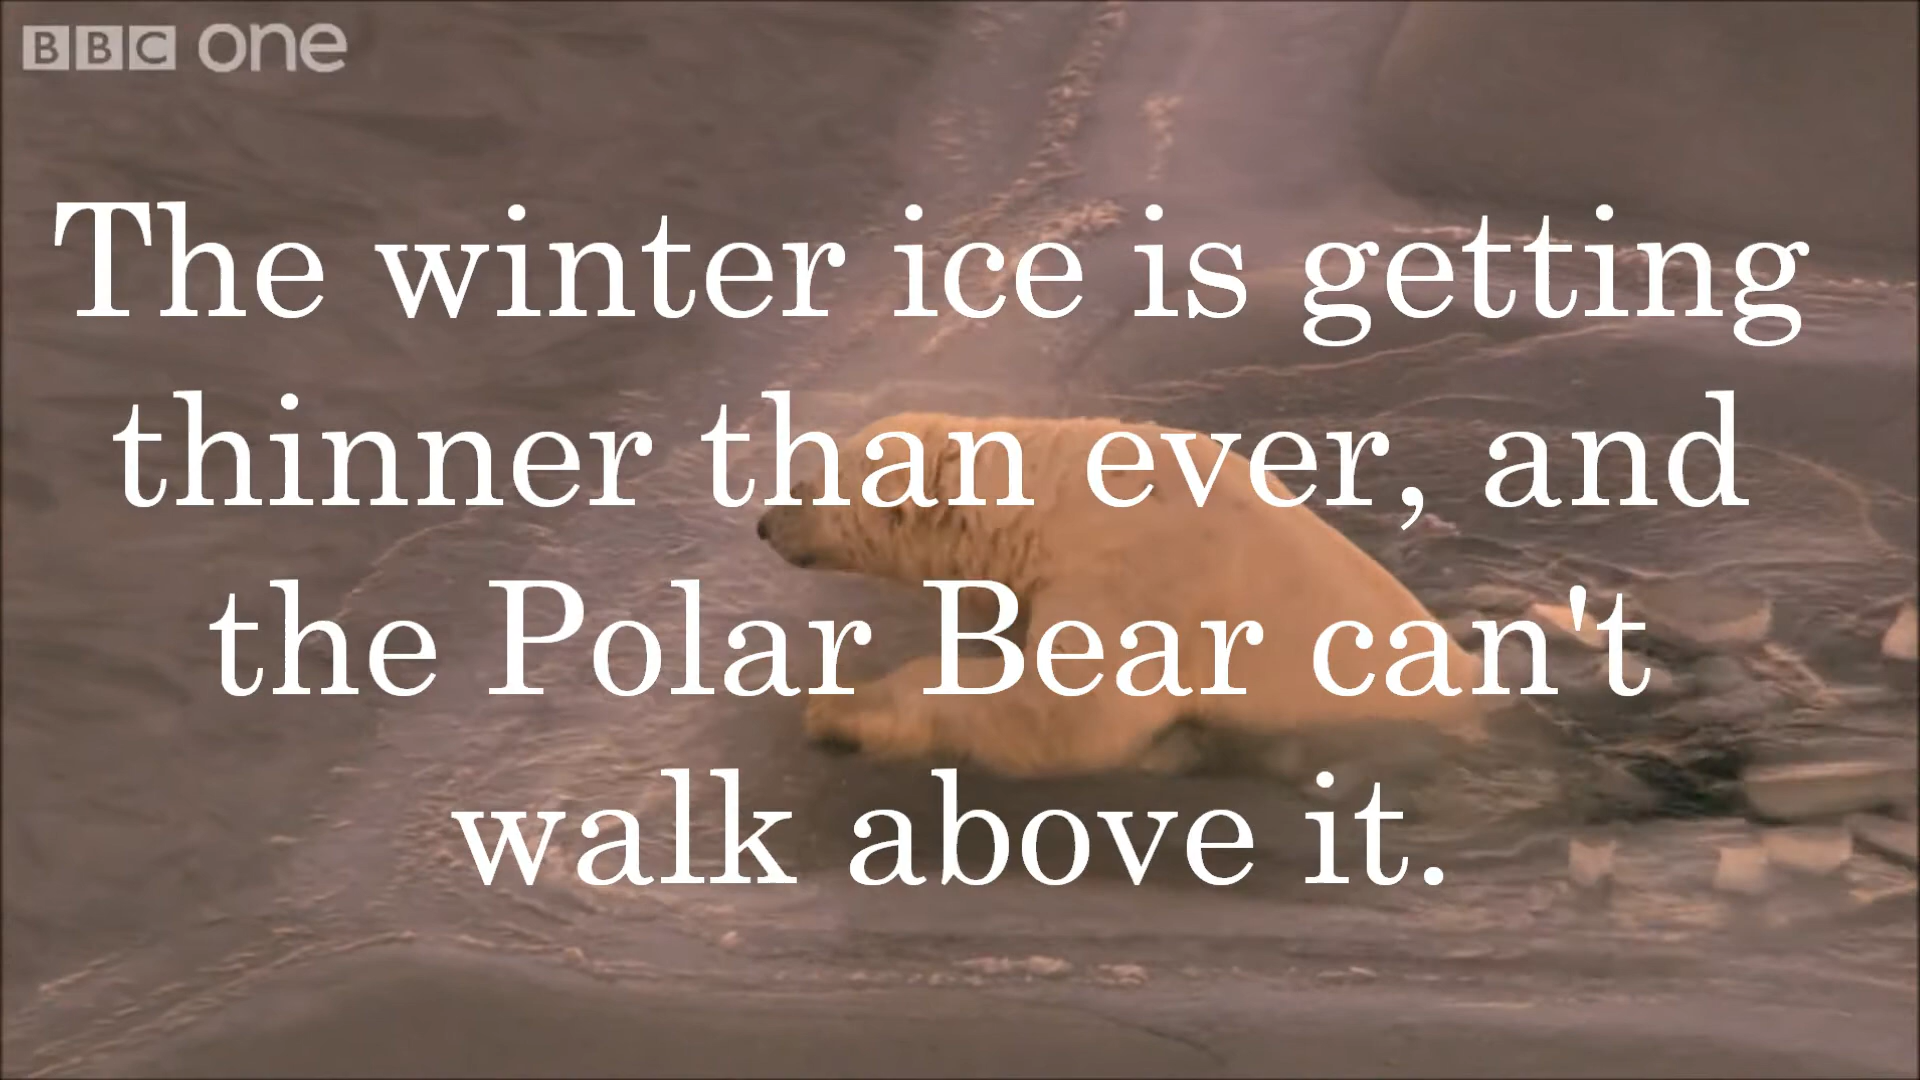 BBC one
The winter ice is getting
thinner than ever, and
the Polar Bear can't
walk above it.